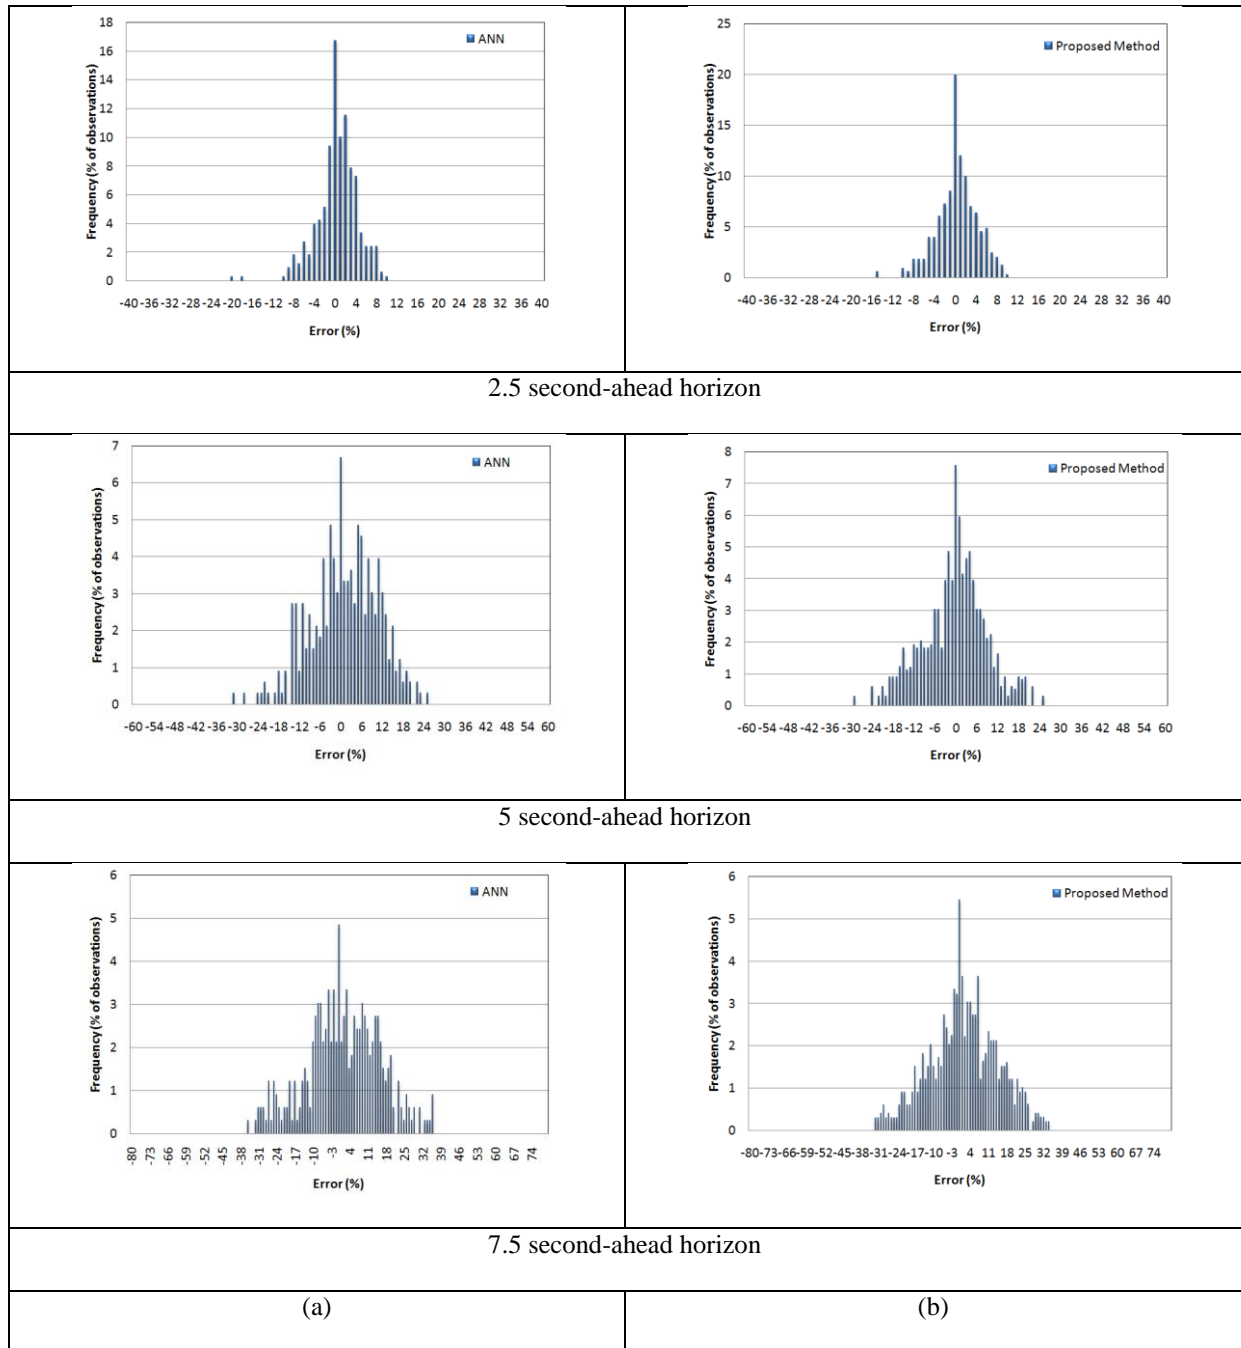 18
16
14
12
10
8
6
4
2
0
Frequency (% of observations)
ANN
-40 -36 -32 -28 -24 -20 -16 -12 -8 -4 0 4 8 12 16 20 24 28 32 36 40
Error (%)
25
20
15
10
5
0
Frequency (% of observations)
Proposed Method
-40 -36 -32 -28 -24 -20 -16 -12 -8 -4 0 4 8 12 16 20 24 28 32 36 40
Error (%)
2.5 second-ahead horizon
7
6
5
4
3
2
1
0
Frequency (% of observations)
ANN
-60 -54 -48 -42 -36 -30 -24 -18 -12 -6 0 6 12 18 24 30 36 42 48 54 60
Error (%)
8
7
6
5
4
3
2
1
0
Frequency (% of observations)
Proposed Method
-60 -54 -48 -42 -36 -30 -24 -18 -12 -6 0 6 12 18 24 30 36 42 48 54 60
Error (%)
5 second-ahead horizon
6
5
4
3
2
1
0
Frequency (% of observations)
ANN
-80 -73 -66 -59 -52 -45 -38 -31 -24 -17 -10 -3 4 11 18 25 32 39 46 53 60 67 74
Error (%)
6
5
4
3
2
1
0
Frequency (% of observations)
Proposed Method
-80 -73 -66 -59 -52 -45 -38 -31 -24 -17 -10 -3 4 11 18 25 32 39 46 53 60 67 74
Error (%)
7.5 second-ahead horizon
(a)
(b)